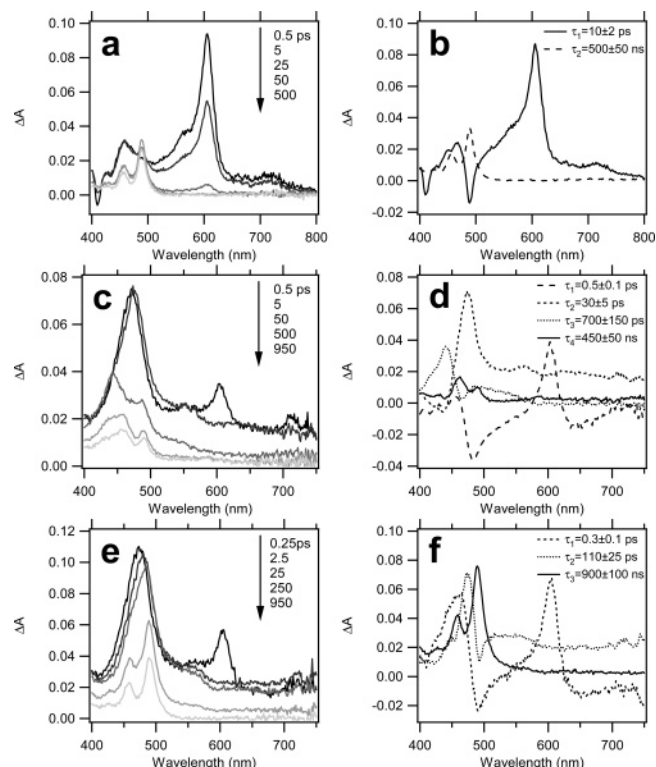 0.10
0.08
0.06
0.04
0.02
0.00
ΔA
400 500 600 700 800
Wavelength (nm)
a
0.5 ps
5
25
50
500
0.10
0.08
0.06
0.04
0.02
0.00
-0.02
ΔA
400 500 600 700 800
Wavelength (nm)
b
τ1=10±2 ps
τ2=500±50 ns
0.08
0.06
0.04
0.02
0.00
ΔA
400 500 600 700
Wavelength (nm)
c
0.5 ps
5
50
500
950
0.08
0.06
0.04
0.02
0.00
-0.02
-0.04
ΔA
400 500 600 700
Wavelength (nm)
d
τ1=0.5±0.1 ps
τ2=30±5 ps
τ3=700±150 ps
τ4=450±50 ns
0.12
0.10
0.08
0.06
0.04
0.02
0.00
ΔA
400 500 600 700
Wavelength (nm)
e
0.25ps
2.5
25
250
950
0.10
0.08
0.06
0.04
0.02
0.00
-0.02
ΔA
400 500 600 700
Wavelength (nm)
f
τ1=0.3±0.1 ps
τ2=110±25 ps
τ3=900±100 ns